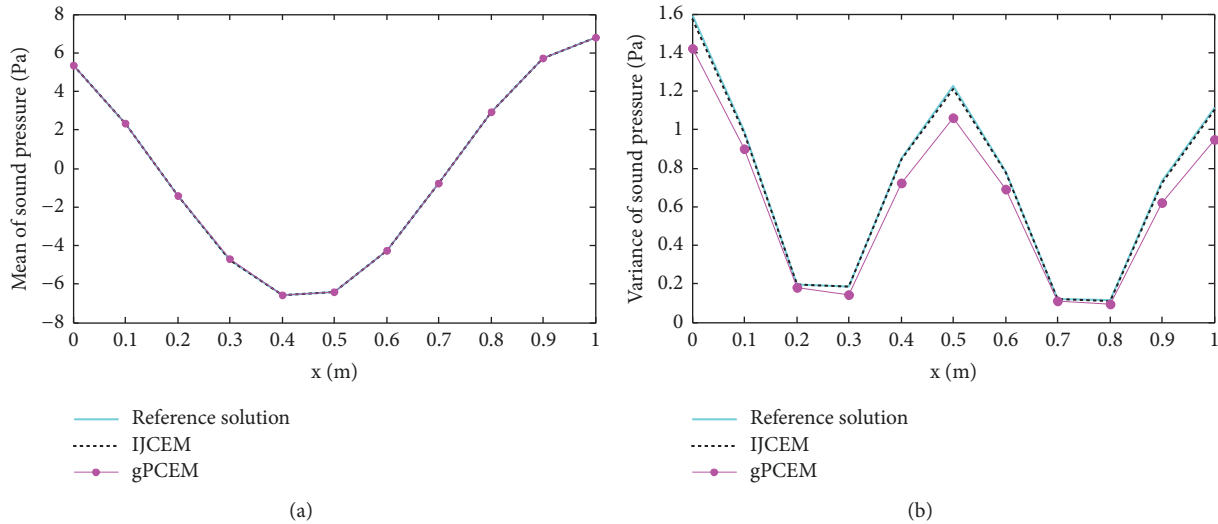 8
6
4
2
0
−2
−4
−6
−8
Mean of sound pressure (Pa)
0 0.1 0.2 0.3 0.4 0.5 0.6 0.7 0.8 0.9 1
x (m)
Reference solution
IJCEM
gPCEM
(a)
1.6
1.4
1.2
1
0.8
0.6
0.4
0.2
0
Variance of sound pressure (Pa)
0 0.1 0.2 0.3 0.4 0.5 0.6 0.7 0.8 0.9 1
x (m)
Reference solution
IJCEM
gPCEM
(b)